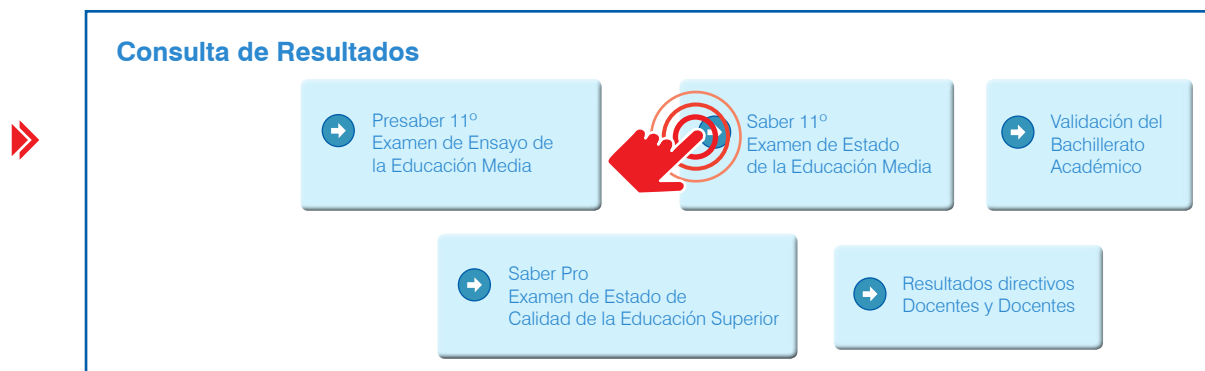 Consulta de Resultados
Presaber 11º
Examen de Ensayo de
la Educación Media
Saber 11º
Examen de Estado
de la Educación Media
Validación del
Bachillerato
Académico
Saber Pro
Examen de Estado de
Calidad de la Educación Superior
Resultados directivos
Docentes y Docentes